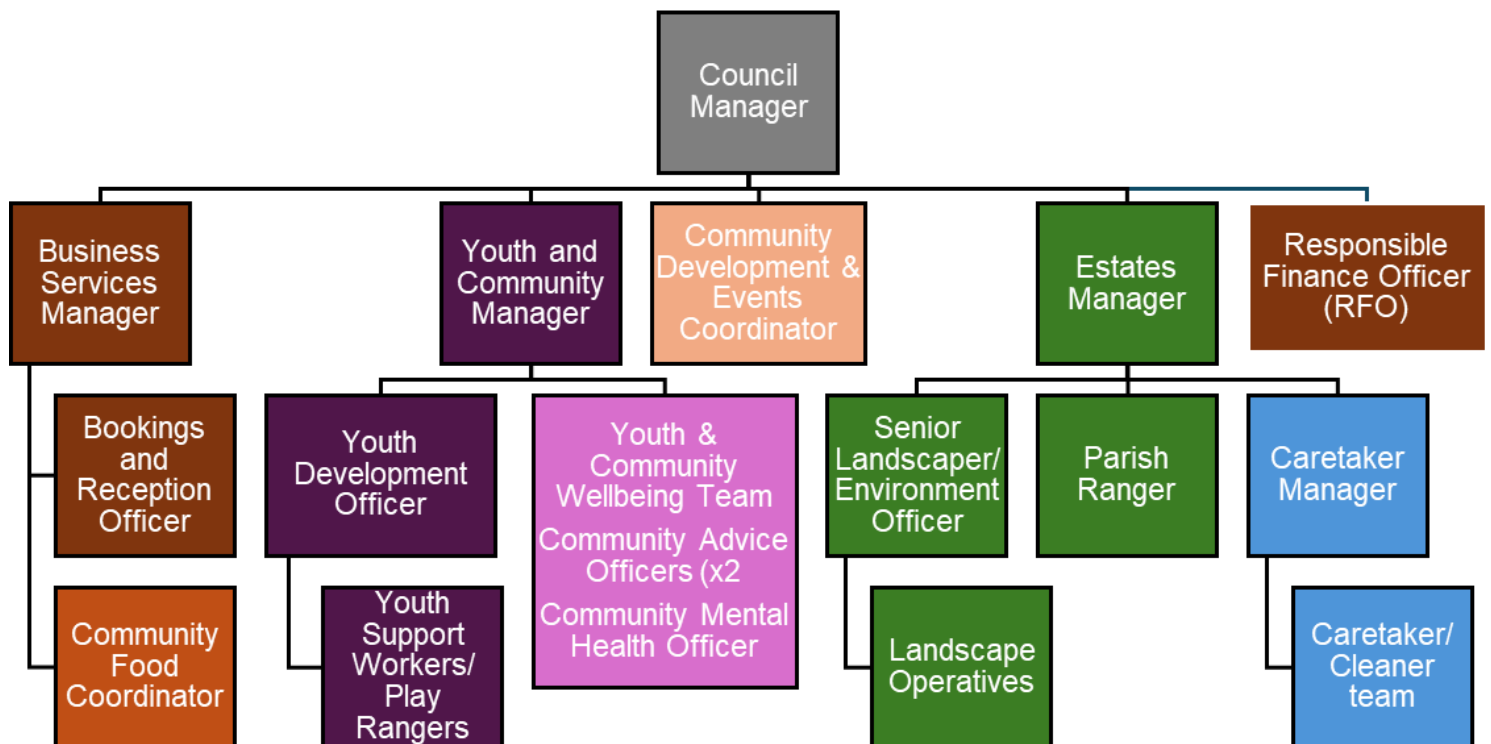 Council
Manager
Business
Services
Manager
Youth and
Community
Manager
Community
Development &
Events
Coordinator
Estates
Manager
Responsible
Finance Officer
(RFO)
Bookings
and
Reception
Officer
Youth
Development
Officer
Youth &
Community
Wellbeing Team
Community Advice
Officers (x2
Community Mental
Health Officer
Senior
Landscaper/
Environment
Officer
Parish
Ranger
Caretaker
Manager
Community
Food
Coordinator
Youth
Support
Workers/
Play
Rangers
Landscape
Operatives
Caretaker/
Cleaner
team